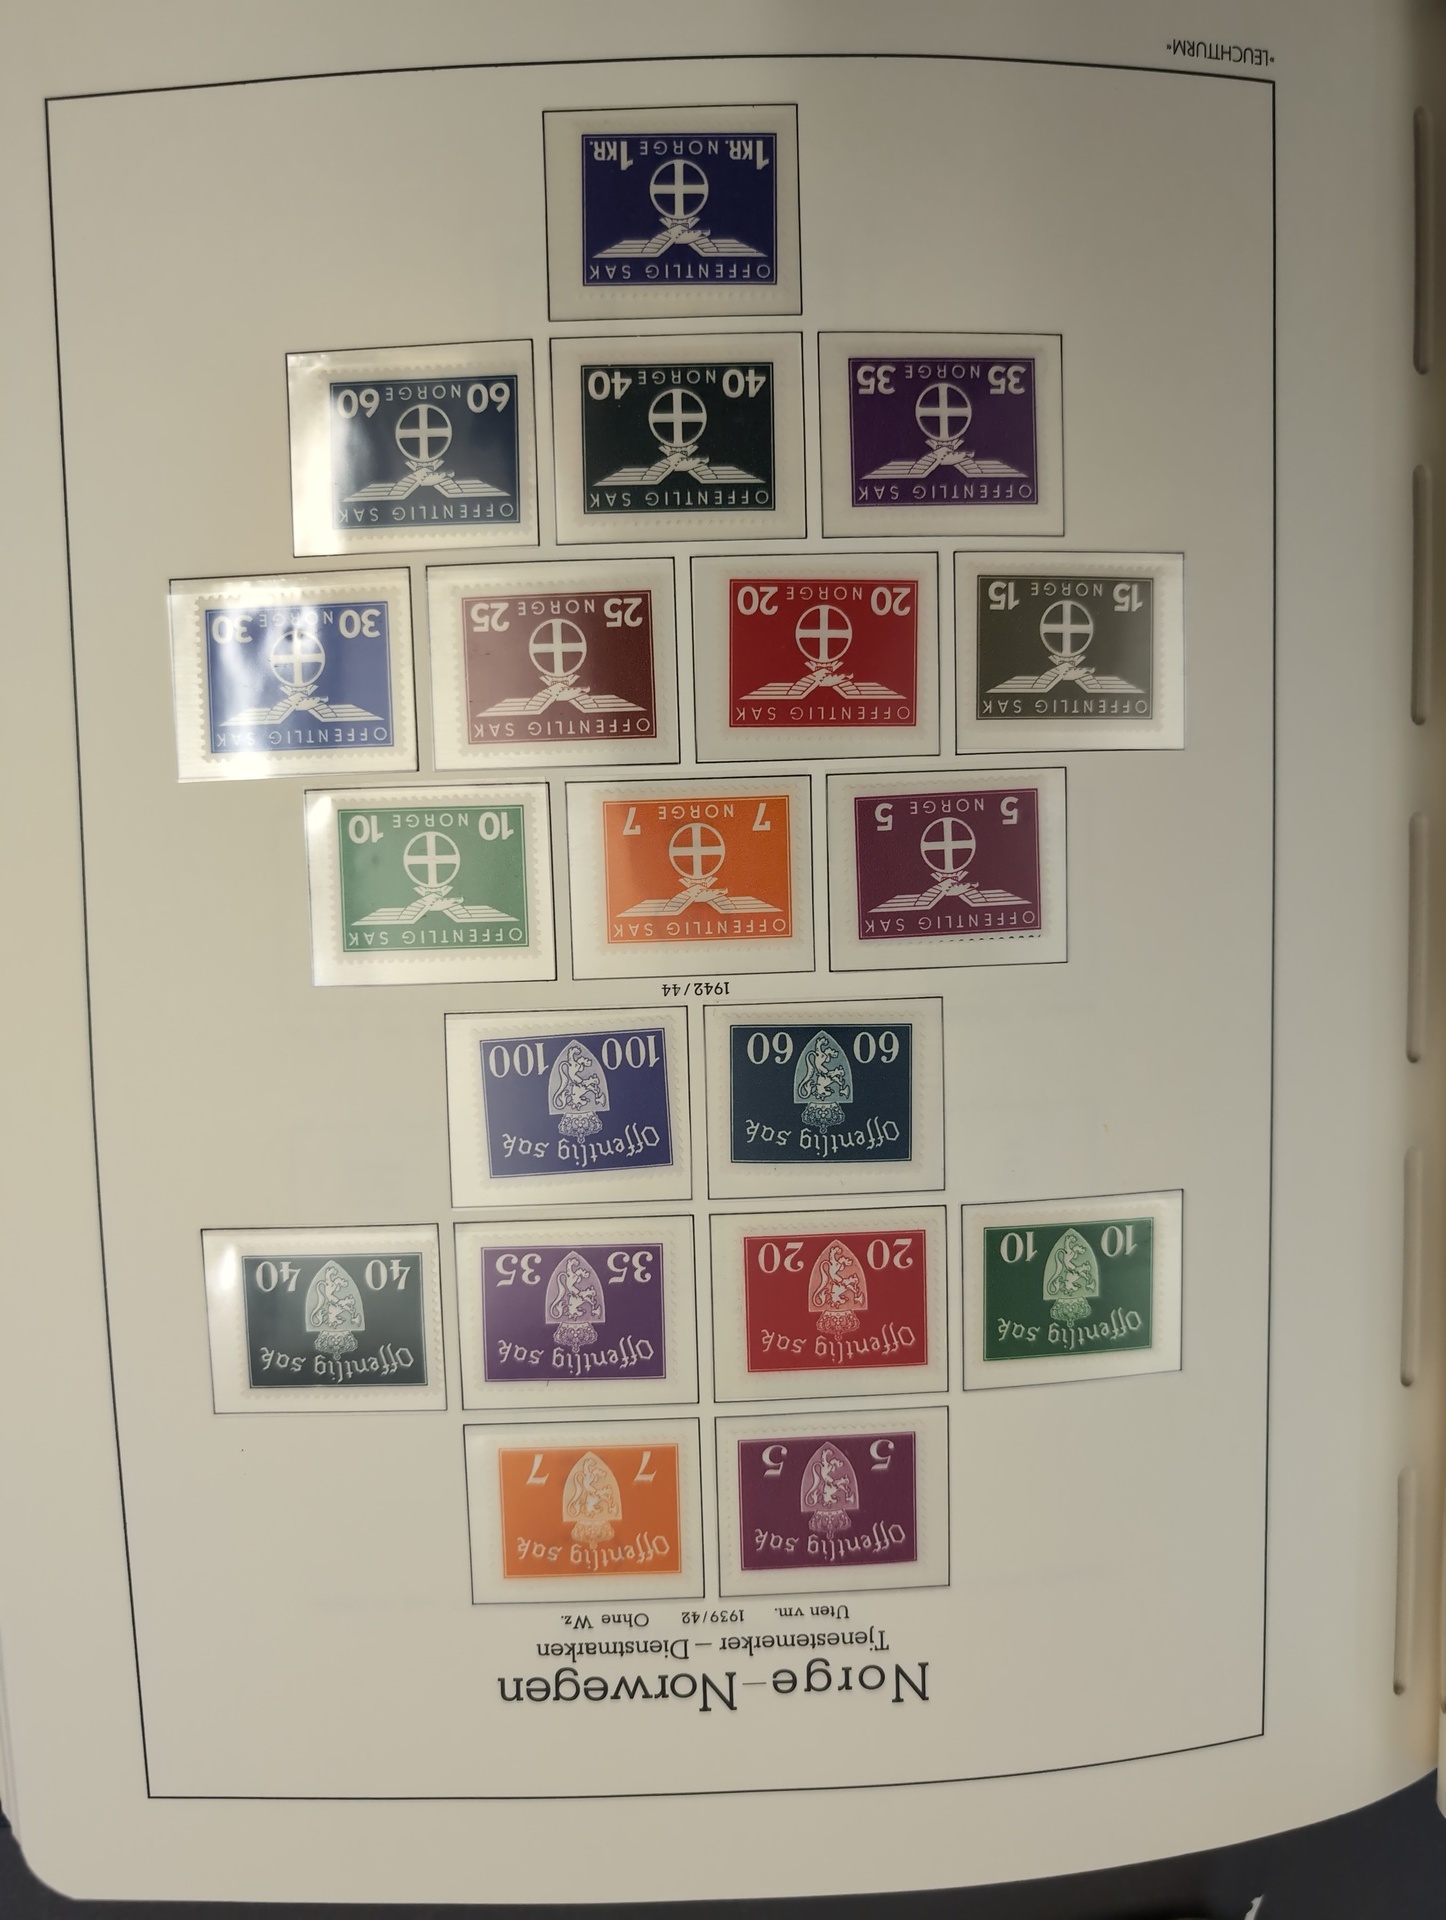 Norge–Norwegen
Tjenestemerker – Dienstmarken
Uten vm. 1939/42 Ohne Wz.
Offentlig sak
5 5
Offentlig sak
7 7
Offentlig sak
10 10
Offentlig sak
20 20
Offentlig sak
35 35
Offentlig sak
40 40
Offentlig sak
60 60
Offentlig sak
100 100
1942/44
OFFENTLIG SAK
5 NORGE 5
OFFENTLIG SAK
7 NORGE 7
OFFENTLIG SAK
10 NORGE 10
OFFENTLIG SAK
15 NORGE 15
OFFENTLIG SAK
20 NORGE 20
OFFENTLIG SAK
25 NORGE 25
OFFENTLIG SAK
30 NORGE 30
OFFENTLIG SAK
35 NORGE 35
OFFENTLIG SAK
40 NORGE 40
OFFENTLIG SAK
60 NORGE 60
OFFENTLIG SAK
1KR. NORGE 1KR.
»LEUCHTTURM«